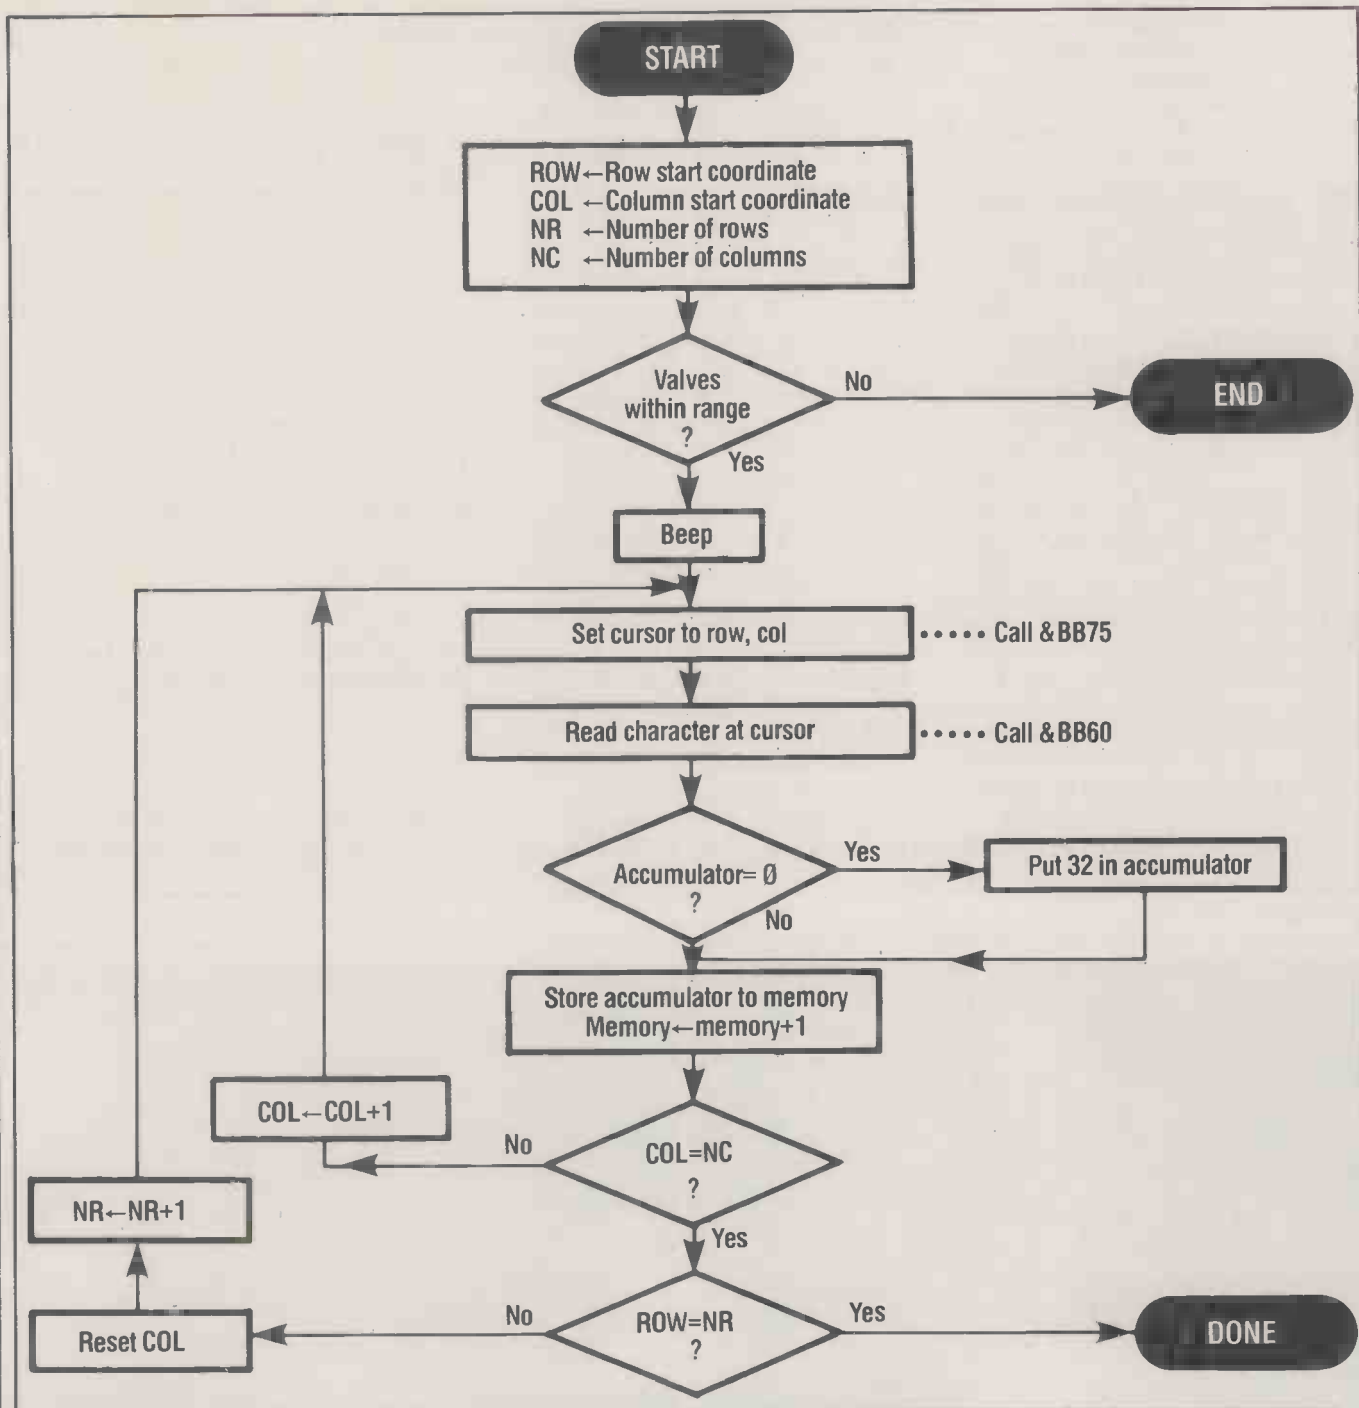 START
ROW←Row start coordinate
COL ←Column start coordinate
NR ←Number of rows
NC ←Number of columns
Valves
within range
?
No
END
Yes
Beep
Set cursor to row, col
····· Call &BB75
Read character at cursor
····· Call &BB60
Accumulator= Ø
?
Yes
Put 32 in accumulator
No
Store accumulator to memory
Memory←memory+1
COL←COL+1
No
COL=NC
?
NR←NR+1
Yes
Reset COL
No
ROW=NR
?
Yes
DONE